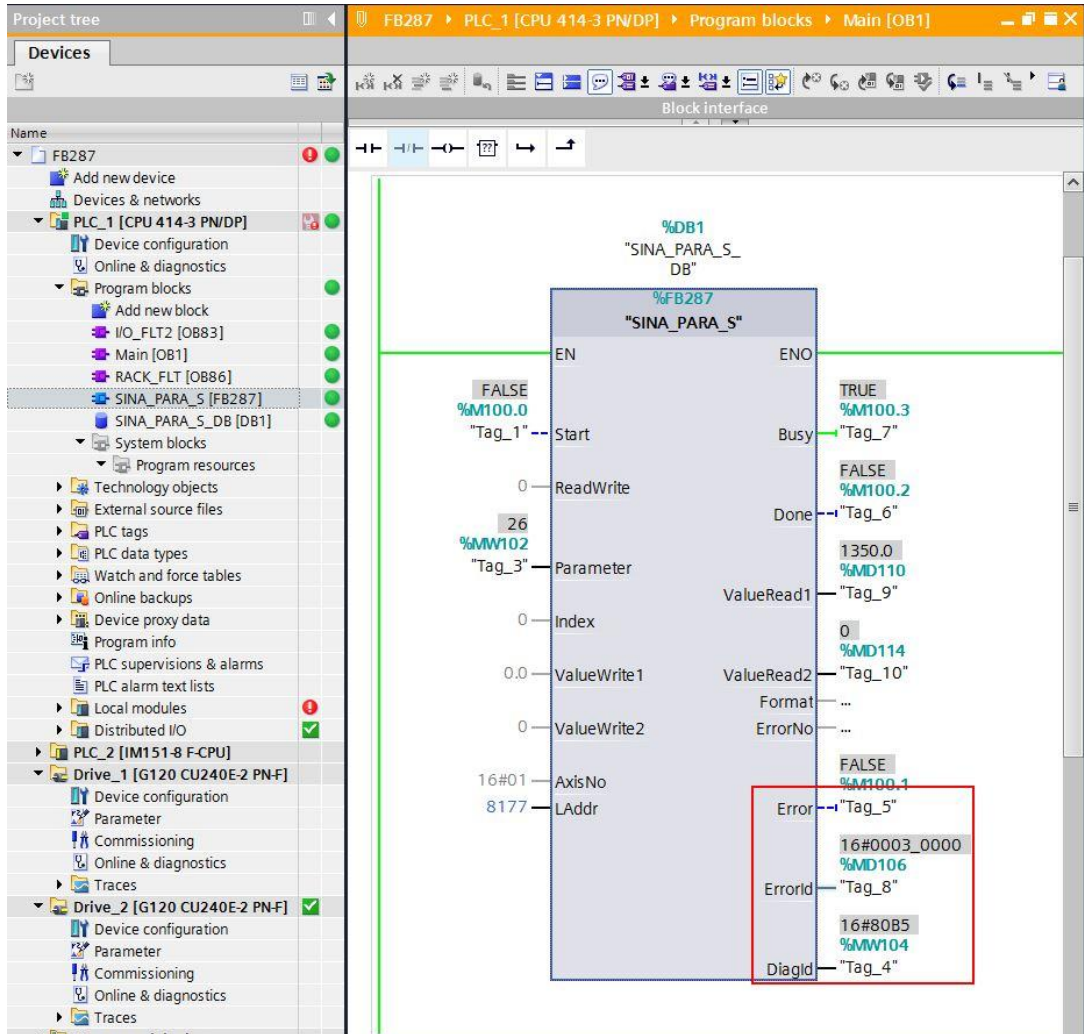 Project tree
Devices
Name
FB287
Add new device
Devices & networks
PLC_1 [CPU 414-3 PN/DP]
Device configuration
Online & diagnostics
Program blocks
Add new block
I/O_FLT2 [OB83]
Main [OB1]
RACK_FLT [OB86]
SINA_PARA_S [FB287]
SINA_PARA_S_DB [DB1]
System blocks
Program resources
Technology objects
External source files
PLC tags
PLC data types
Watch and force tables
Online backups
Device proxy data
Program info
PLC supervisions & alarms
PLC alarm text lists
Local modules
Distributed I/O
PLC_2 [IM151-8 F-CPU]
Drive_1 [G120 CU240E-2 PN-F]
Device configuration
Parameter
Commissioning
Online & diagnostics
Traces
Drive_2 [G120 CU240E-2 PN-F]
Device configuration
Parameter
Commissioning
Online & diagnostics
Traces
FB287 PLC_1 [CPU 414-3 PN/DP] Program blocks Main [OB1]
Block interface
??
%DB1
"SINA_PARA_S_
DB"
%FB287
"SINA_PARA_S"
EN ENO
FALSE
%M100.0
"Tag_1" Start
0 ReadWrite
26
%MW102
"Tag_3" Parameter
0 Index
0.0 ValueWrite1
0 ValueWrite2
16#01 AxisNo
8177 LAddr
TRUE
%M100.3
Busy "Tag_7"
FALSE
%M100.2
Done "Tag_6"
1350.0
%MD110
ValueRead1 "Tag_9"
0
%MD114
ValueRead2 "Tag_10"
Format ...
ErrorNo ...
FALSE
%M100.1
Error "Tag_5"
16#0003_0000
%MD106
ErrorId "Tag_8"
16#80B5
%MW104
DiagId "Tag_4"